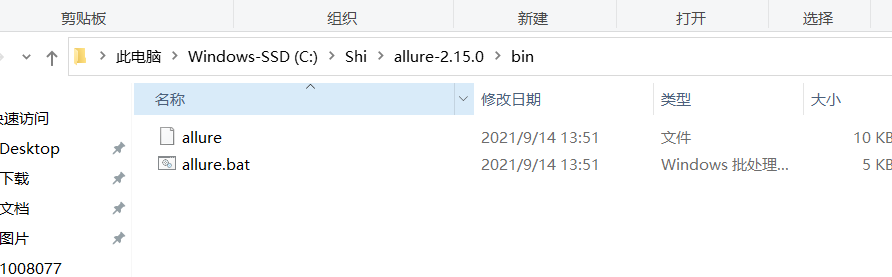 剪贴板 组织 新建 打开 选择
此电脑 Windows-SSD (C:) Shi allure-2.15.0 bin
名称 修改日期 类型 大小
速访问
allure 2021/9/14 13:51 文件 10 KB
Desktop
allure.bat 2021/9/14 13:51 Windows 批处理... 5 KB
下载
文档
图片
1008077